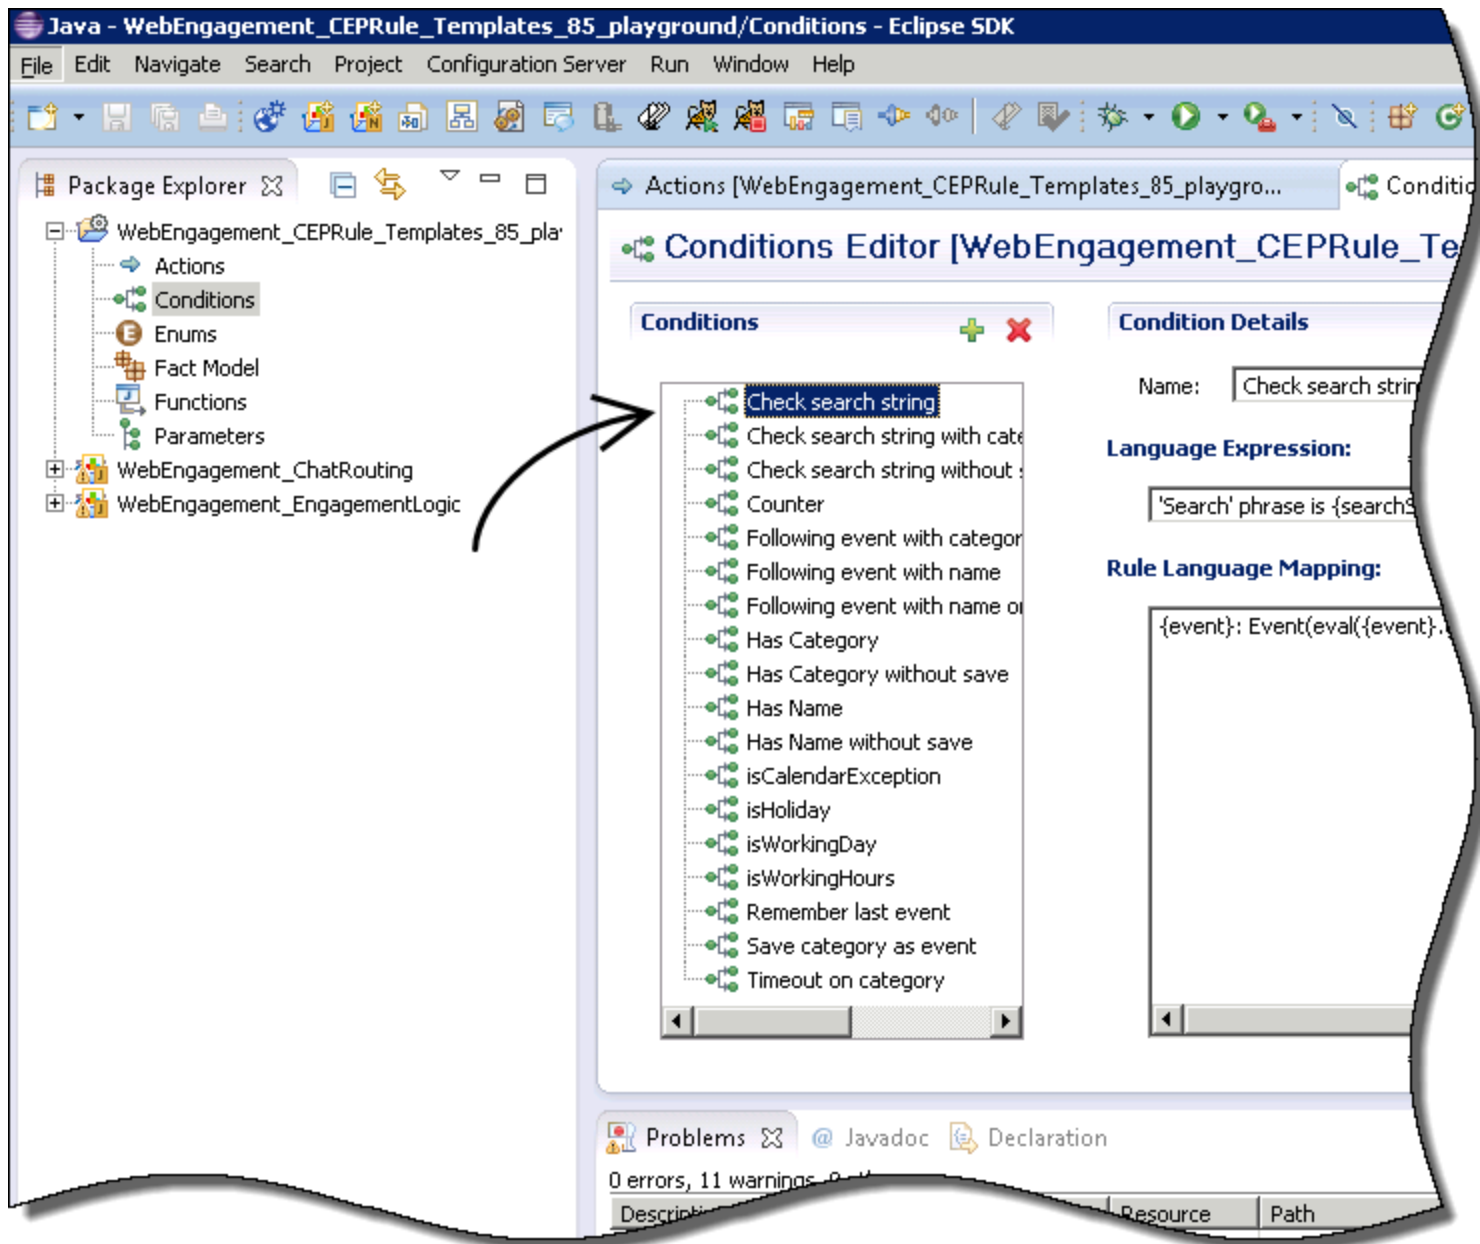 Java - WebEngagement_CEPRule_Templates_85_playground/Conditions - Eclipse SDK
File Edit Navigate Search Project Configuration Server Run Window Help
Package Explorer
WebEngagement_CEPRule_Templates_85_pla
Actions
Conditions
Enums
Fact Model
Functions
Parameters
WebEngagement_ChatRouting
WebEngagement_EngagementLogic
Actions [WebEngagement_CEPRule_Templates_85_playgro...
Conditio
Conditions Editor [WebEngagement_CEPRule_Te
Conditions
Check search string
Check search string with cate
Check search string without
Counter
Following event with categor
Following event with name
Following event with name or
Has Category
Has Category without save
Has Name
Has Name without save
isCalendarException
isHoliday
isWorkingDay
isWorkingHours
Remember last event
Save category as event
Timeout on category
Condition Details
Name: Check search strin
Language Expression:
'Search' phrase is {searchS
Rule Language Mapping:
{event}: Event(eval({event}.
Problems @ Javadoc Declaration
0 errors, 11 warnings, 0
Descripti Resource Path